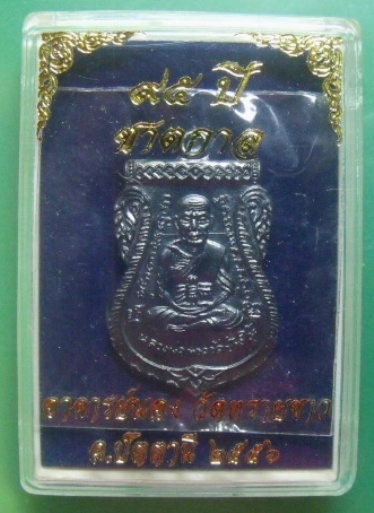 ๙๕ ปี
ชาตกาล
อาจารย์นอง วัดทรายขาว
จ.ปัตตานี ๒๕๕๖